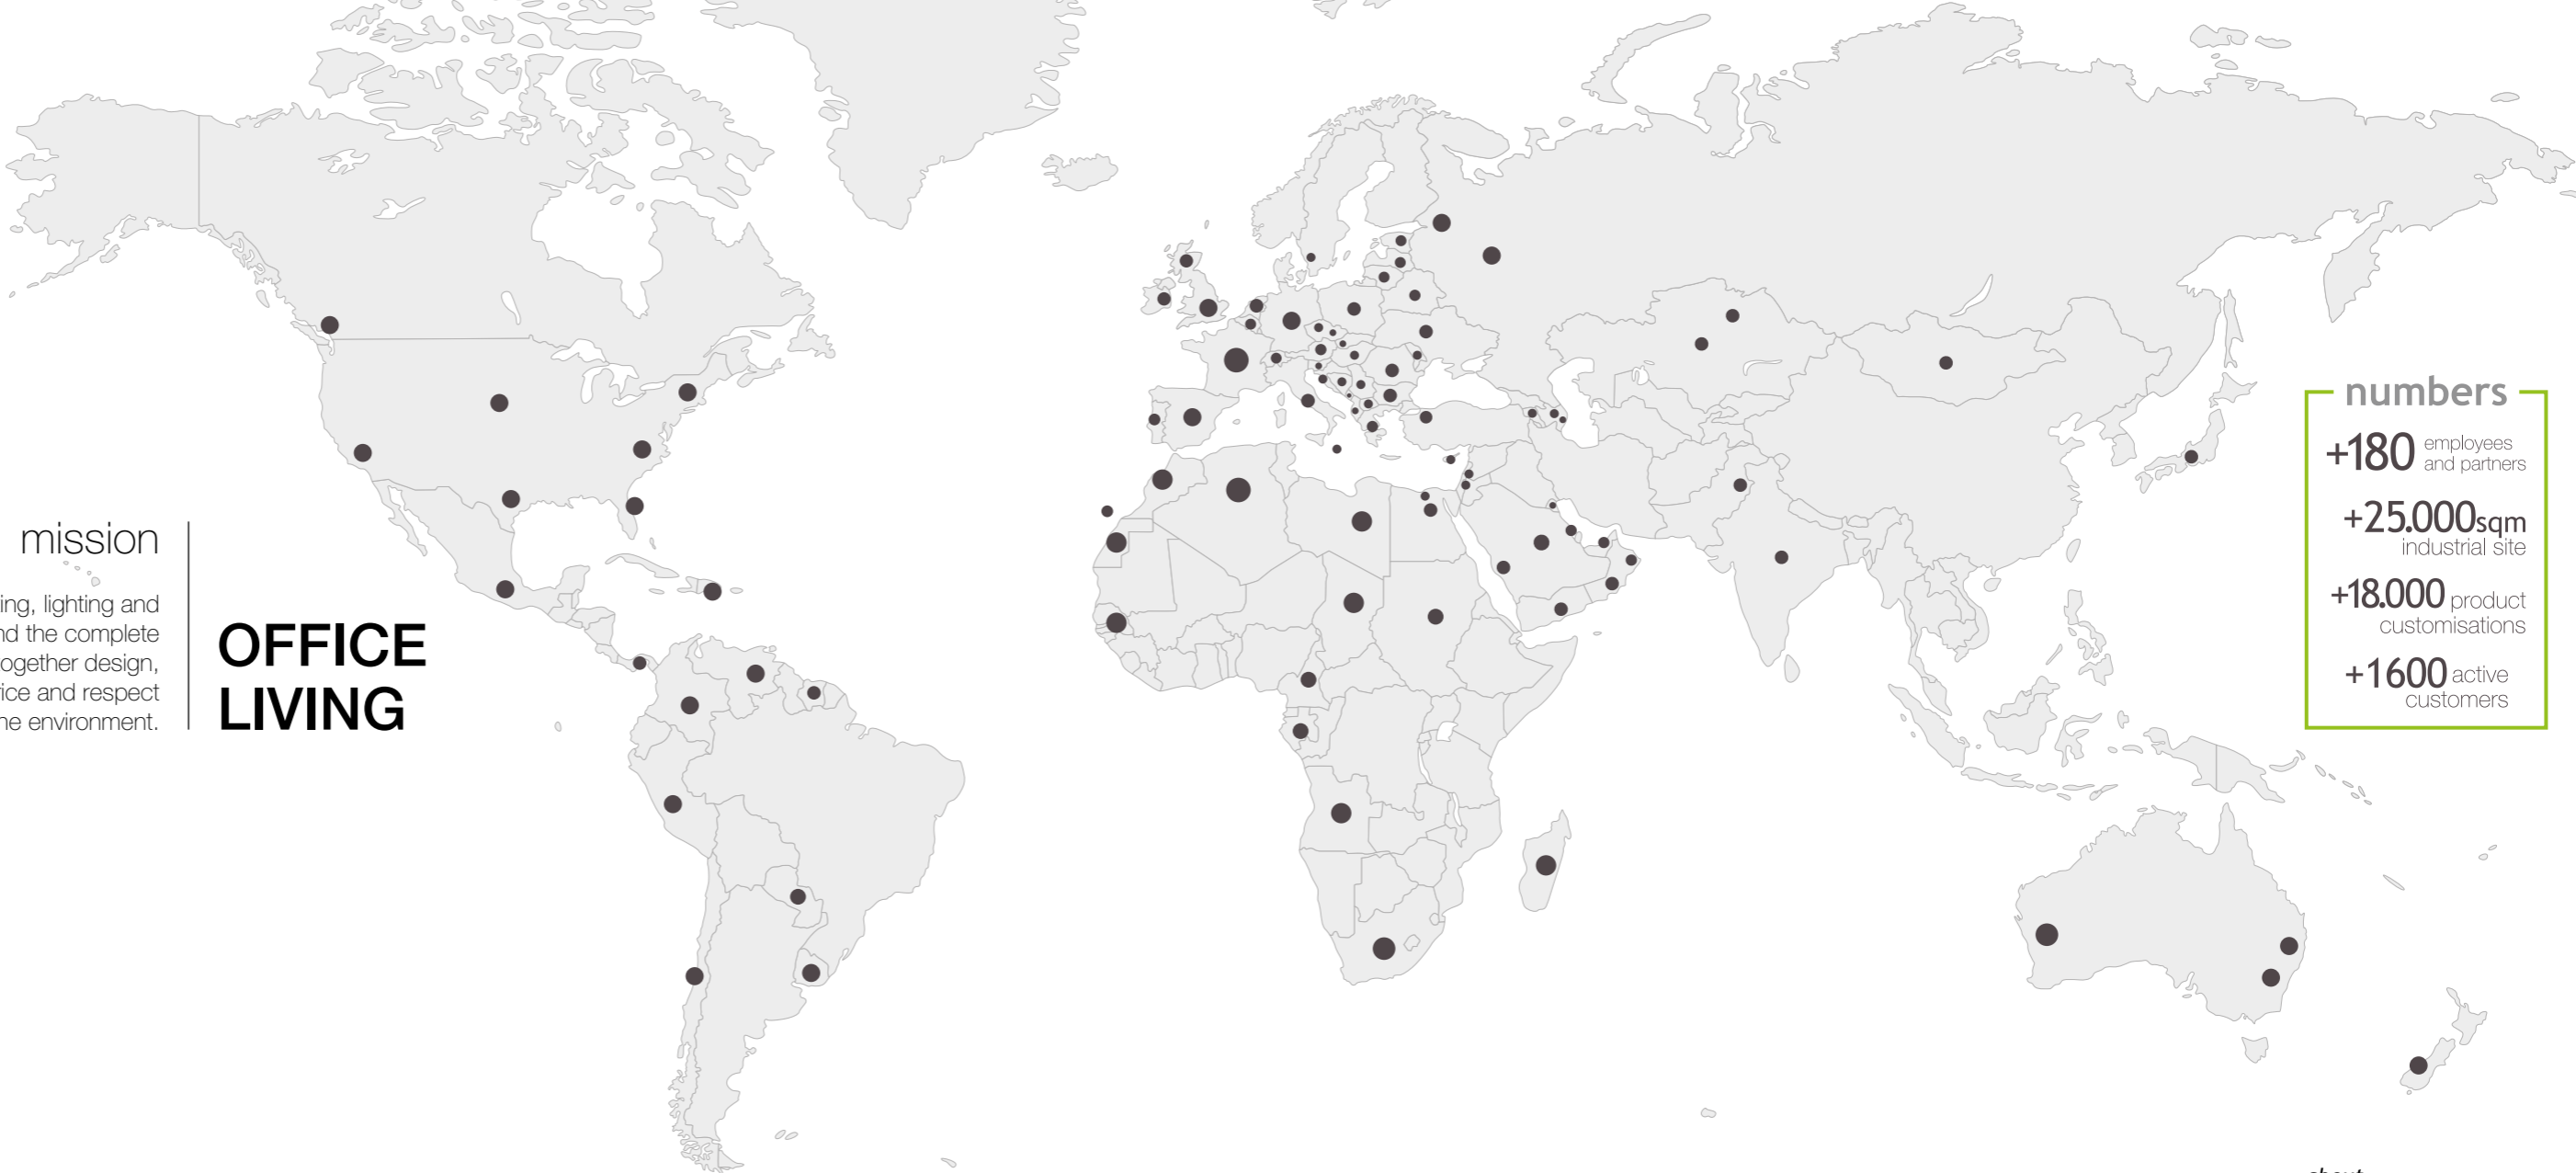 mission
ing, lighting and
nd the complete
together design,
ice and respect
he environment.
OFFICE
LIVING
numbers
+180 employees
and partners
+25.000sqm
industrial site
+18.000 product
customisations
+1600 active
customers